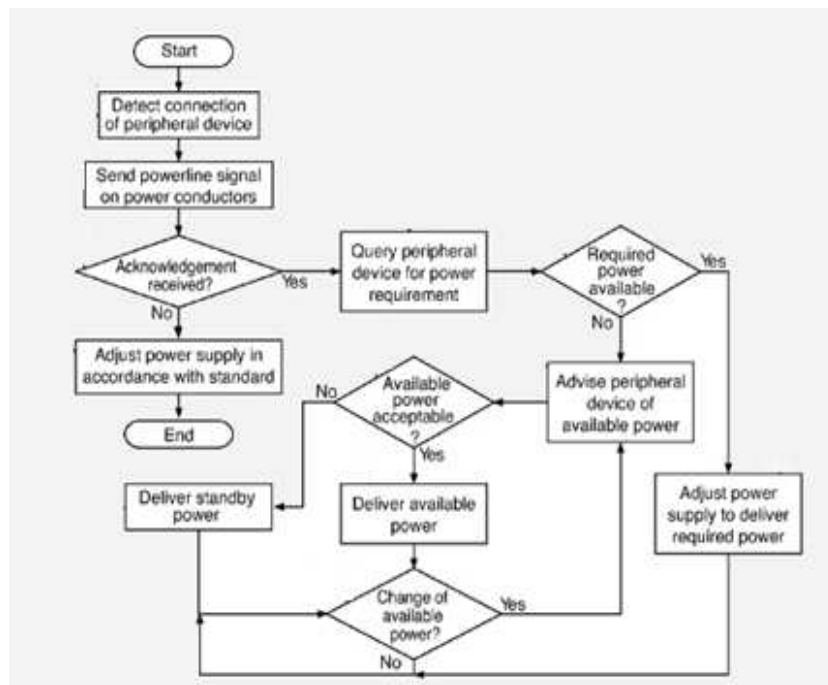 Start
Detect connection
of peripheral device
Send powerline signal
on power conductors
Acknowledgement
received?
Yes
No
Query peripheral
device for power
requirement
Required
power
available
?
Yes
No
Adjust power supply in
accordance with standard
End
Advise peripheral
device of
available power
Available
power
acceptable
?
No
Yes
Deliver standby
power
Deliver available
power
Adjust power
supply to deliver
required power
Change of
available
power?
Yes
No